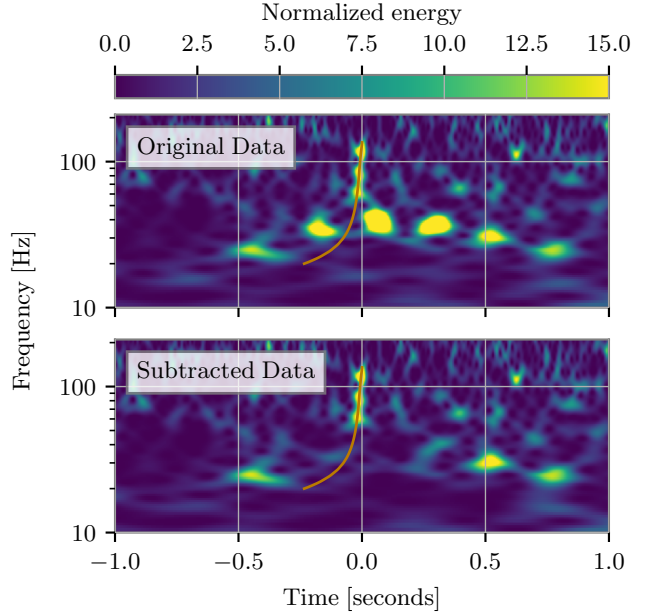 Normalized energy
0.0 2.5 5.0 7.5 10.0 12.5 15.0
Original Data
100
10
Frequency [Hz]
Subtracted Data
100
10
−1.0 −0.5 0.0 0.5 1.0
Time [seconds]